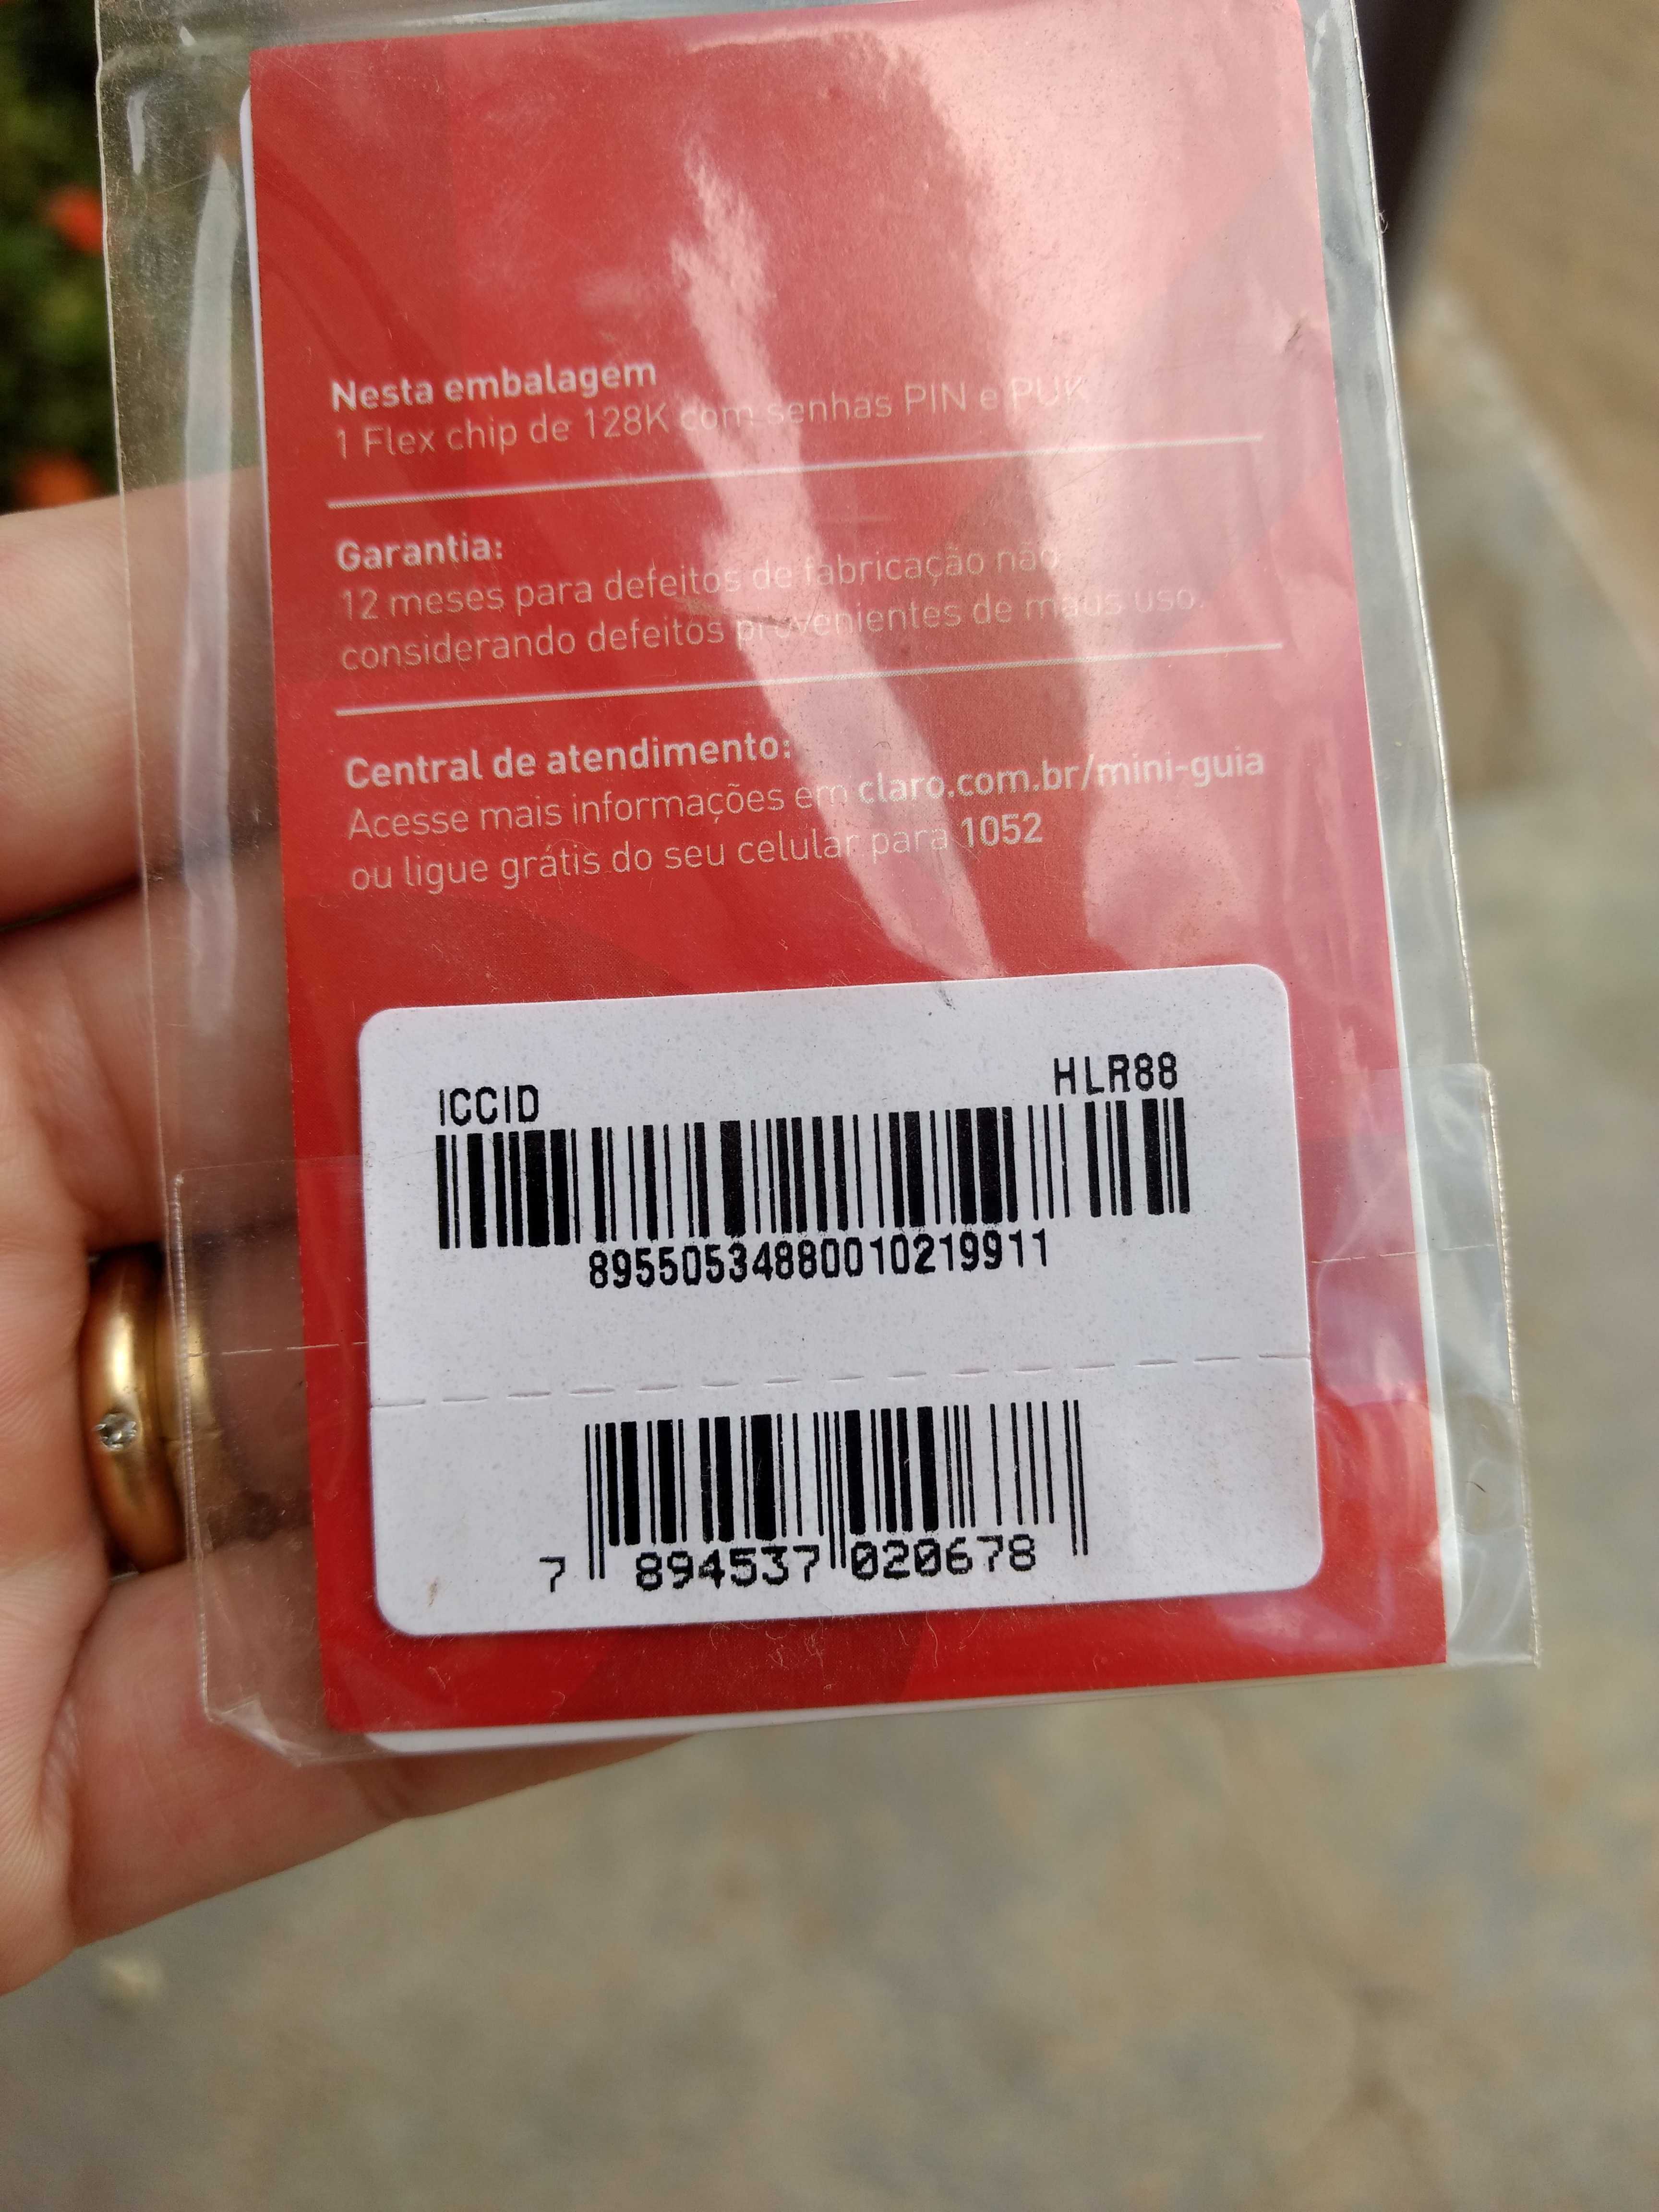 Nesta embalagem
1 Flex chip de 128K com senhas PIN e PUK
Garantia:
12 meses para defeitos de fabricação não
considerando defeitos provenientes de maus uso.
Central de atendimento:
Acesse mais informações em claro.com.br/mini-guia
ou ligue grátis do seu celular para 1052
ICCID HLR88
89550534880010219911
7 894537 020678